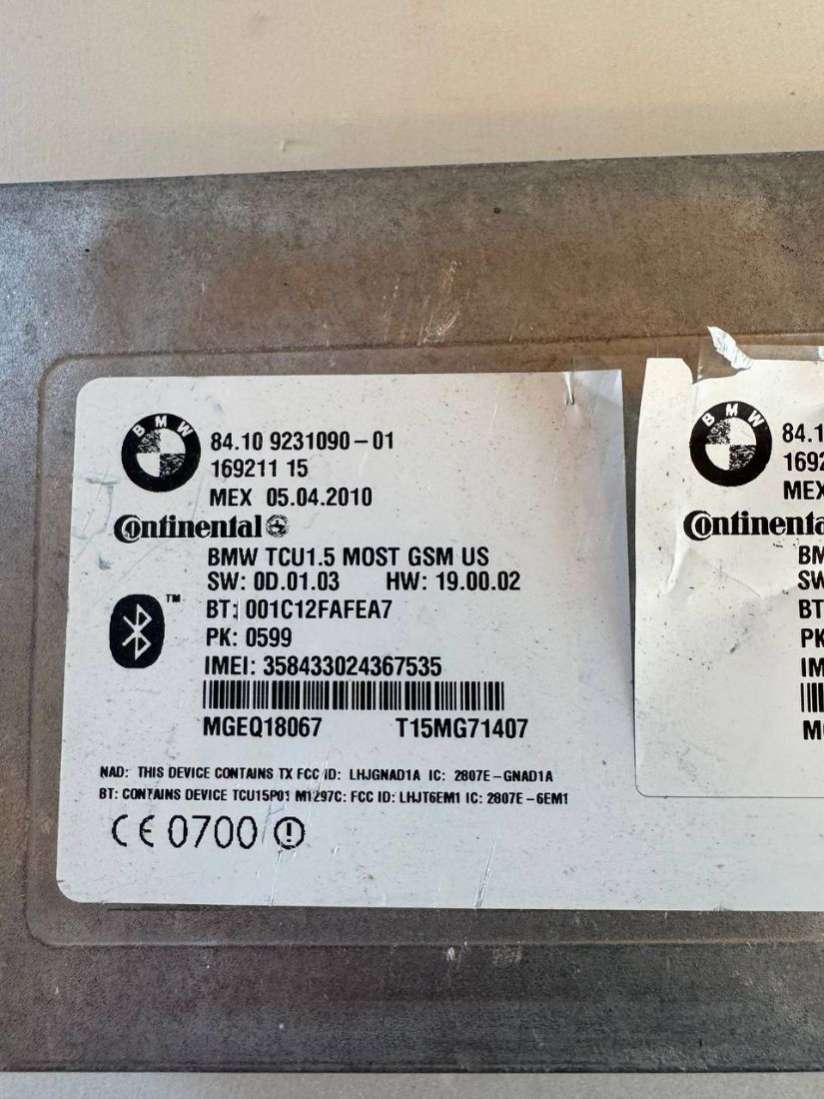 BMW
84.10 9231090-01
169211 15
MEX 05.04.2010
Continental
BMW TCU1.5 MOST GSM US
SW: 0D.01.03 HW: 19.00.02
TM
BT: 001C12FAFEA7
PK: 0599
IMEI: 358433024367535
MGEQ18067 T15MG71407
NAD: THIS DEVICE CONTAINS TX FCC ID: LHJGNAD1A IC: 2807E-GNAD1A
BT: CONTAINS DEVICE TCU15P01 M1297C: FCC ID: LHJT6EM1 IC: 2807E-6EM1
CE 0700
BMW
84.1
169
MEX
Continenta
BM
SW
BT
PK
IM
M